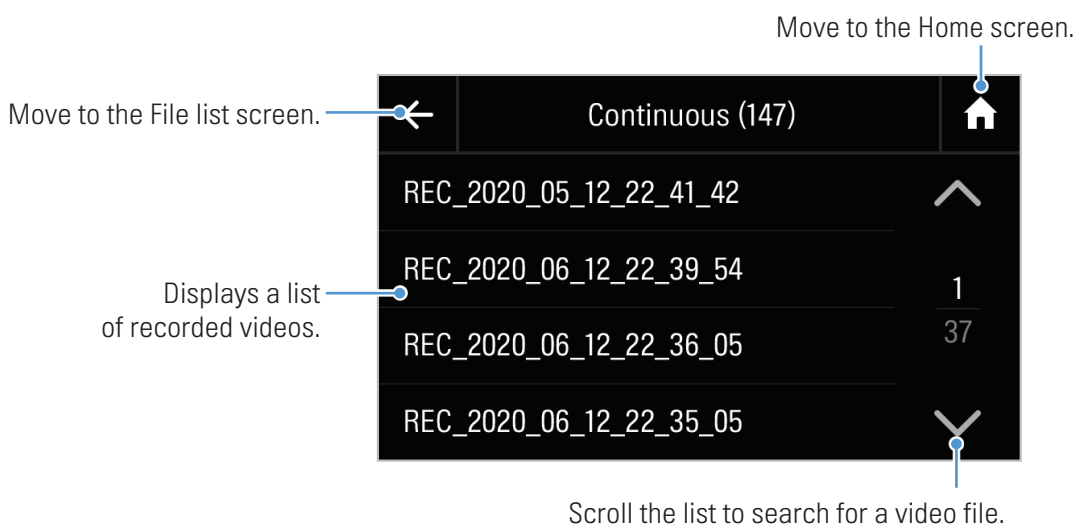 Move to the Home screen.
Move to the File list screen.
Continuous (147)
REC_2020_05_12_22_41_42
REC_2020_06_12_22_39_54
Displays a list
of recorded videos.
1
37
REC_2020_06_12_22_36_05
REC_2020_06_12_22_35_05
Scroll the list to search for a video file.